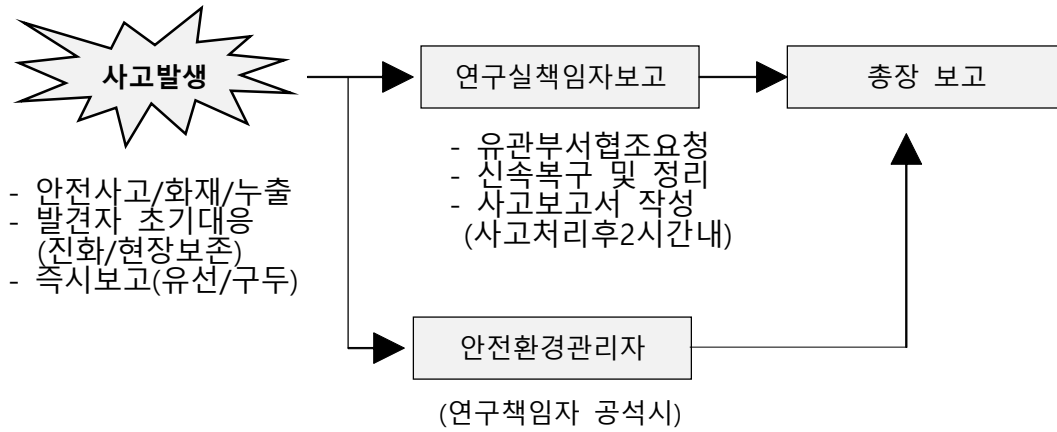 사고발생
- 안전사고/화재/누출
- 발견자 초기대응
(진화/현장보존)
- 즉시보고(유선/구두)
연구실책임자보고
- 유관부서협조요청
- 신속복구 및 정리
- 사고보고서 작성
(사고처리후2시간내)
총장 보고
안전환경관리자
(연구책임자 공석시)